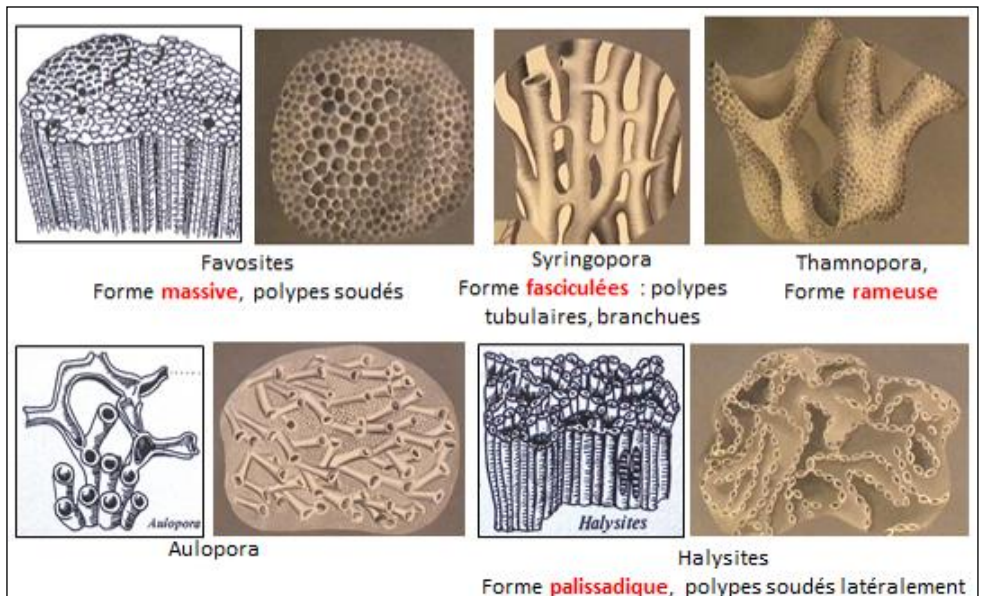 Favosites
Forme massive, polypes soudés
Syringopora
Forme fasciculées : polypes
tubulaires, branchues
Thamnopora,
Forme rameuse
Aulopora
Aulopora
Halysites
Halysites
Forme palissadique, polypes soudés latéralement